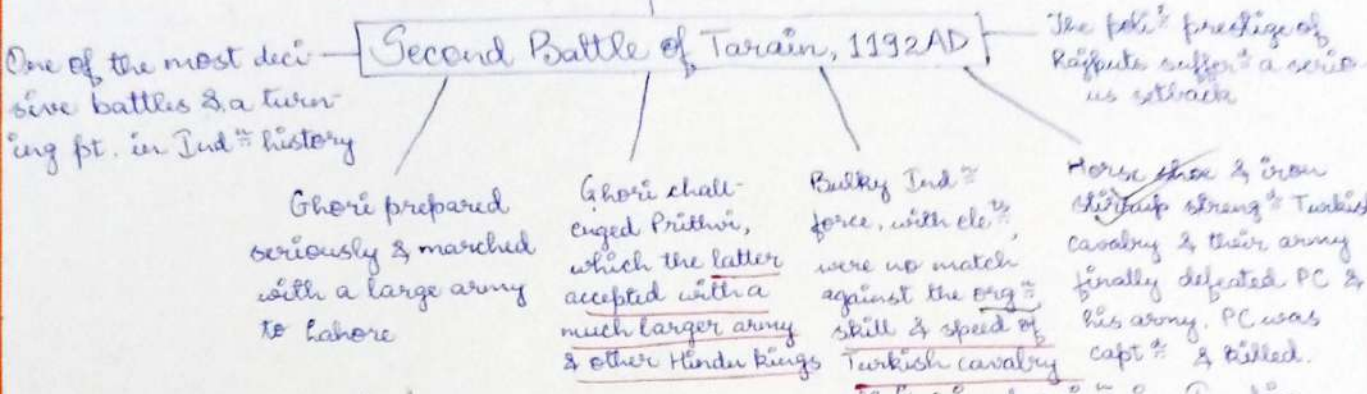 Second Battle of Tarain, 1192AD
One of the most deci-
sive battles & a turn-
ing pt. in Ind^n history
The poli^cl prestige of
Rajputs suffer^d a serio-
us setback
Ghori prepared
seriously & marched
with a large army
to Lahore
Ghori chall-
enged Prithvi,
which the latter
accepted with a
much larger army
& other Hindu kings
Bulky Ind^n
force, with ele^ts,
were no match
against the org^n,
skill & speed of
Turkish cavalry
Horse shoe & iron
stirrup streng^d Turkish
cavalry & their army
finally defeated PC &
his army. PC was
capt^d & killed.